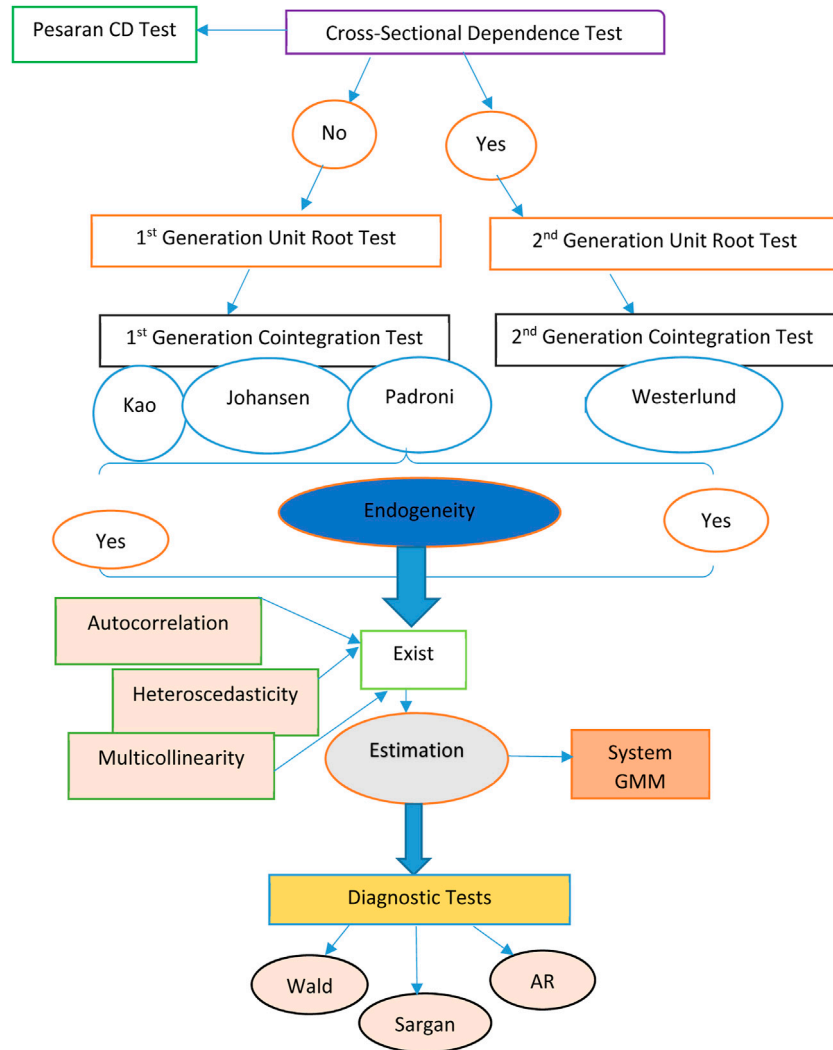 Pesaran CD Test
Cross-Sectional Dependence Test
No
Yes
1st Generation Unit Root Test
2nd Generation Unit Root Test
1st Generation Cointegration Test
2nd Generation Cointegration Test
Kao
Johansen
Padroni
Westerlund
Endogeneity
Yes
Yes
Autocorrelation
Exist
Heteroscedasticity
Multicollinearity
Estimation
System
GMM
Diagnostic Tests
Wald
Sargan
AR